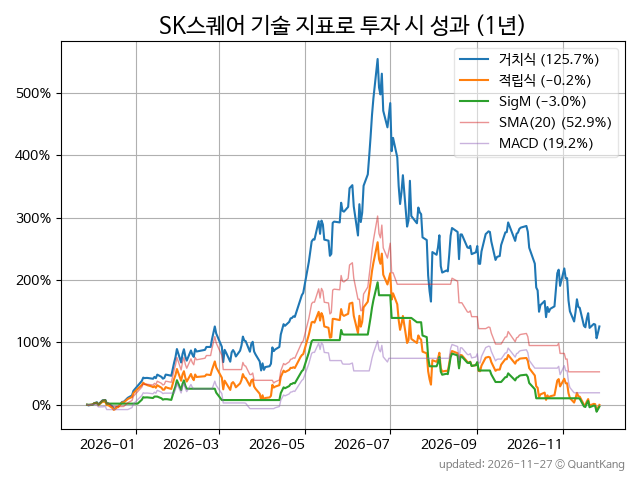 SK스퀘어 기술 지표로 투자 시 성과 (1년)
거치식 (125.7%)
적립식 (−0.2%)
SigM (−3.0%)
SMA(20) (52.9%)
MACD (19.2%)
500%
400%
300%
200%
100%
0%
2026-01 2026-03 2026-05 2026-07 2026-09 2026-11
updated: 2026-11-27 © QuantKang